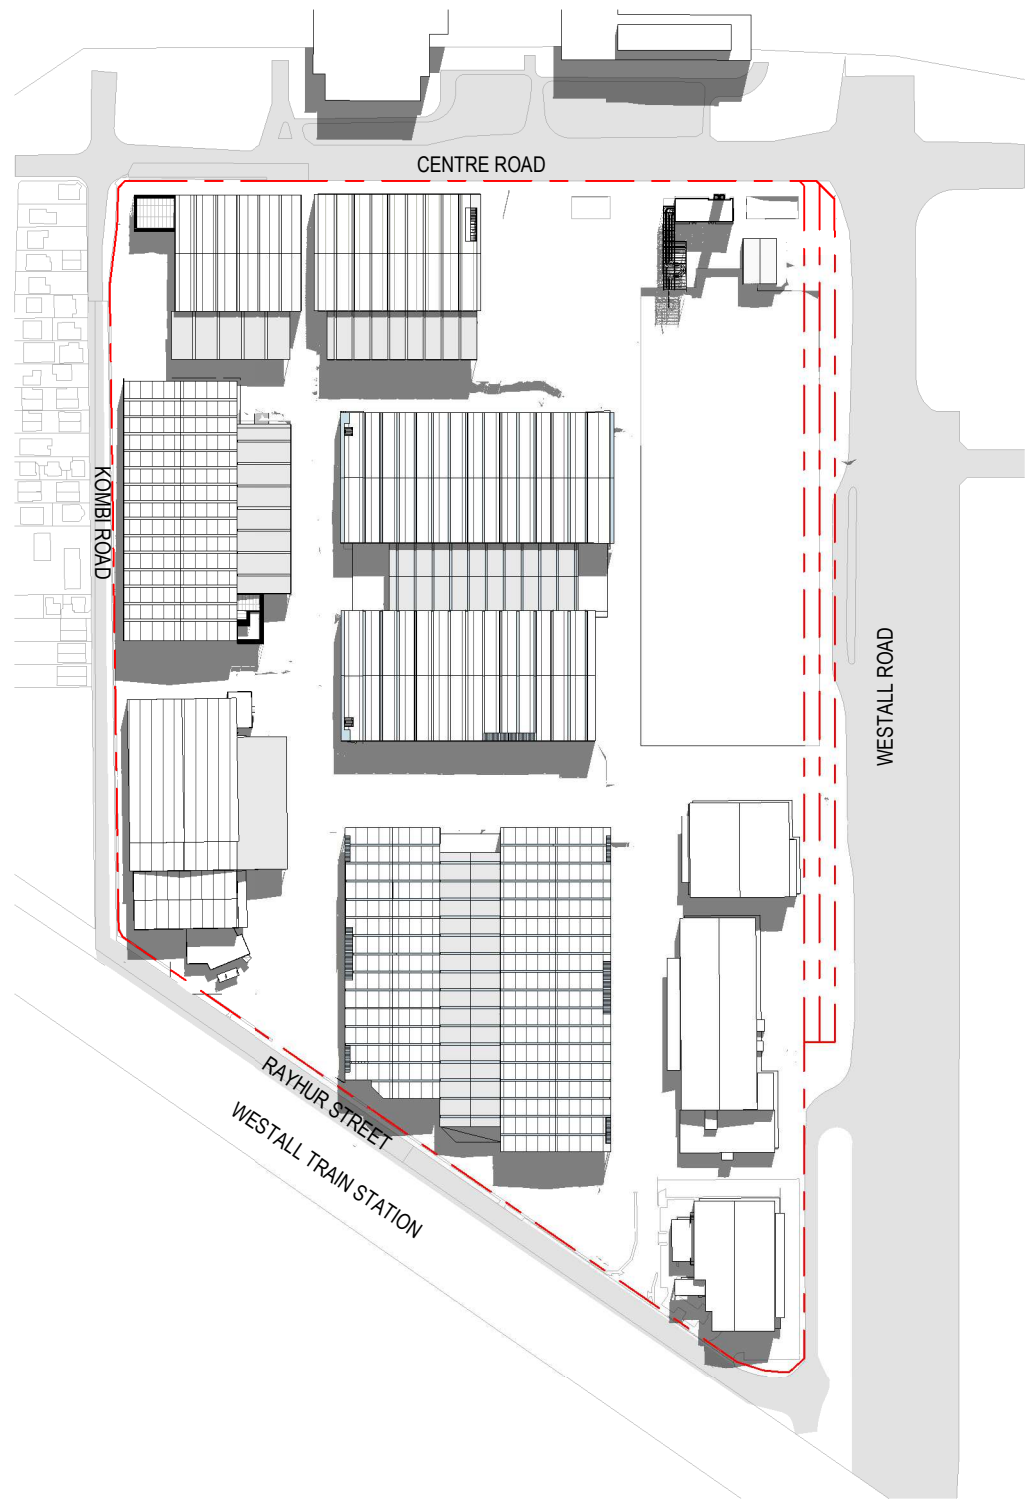 CENTRE ROAD
KOMBI ROAD
WESTALL ROAD
RAYHUR STREET
WESTALL TRAIN STATION